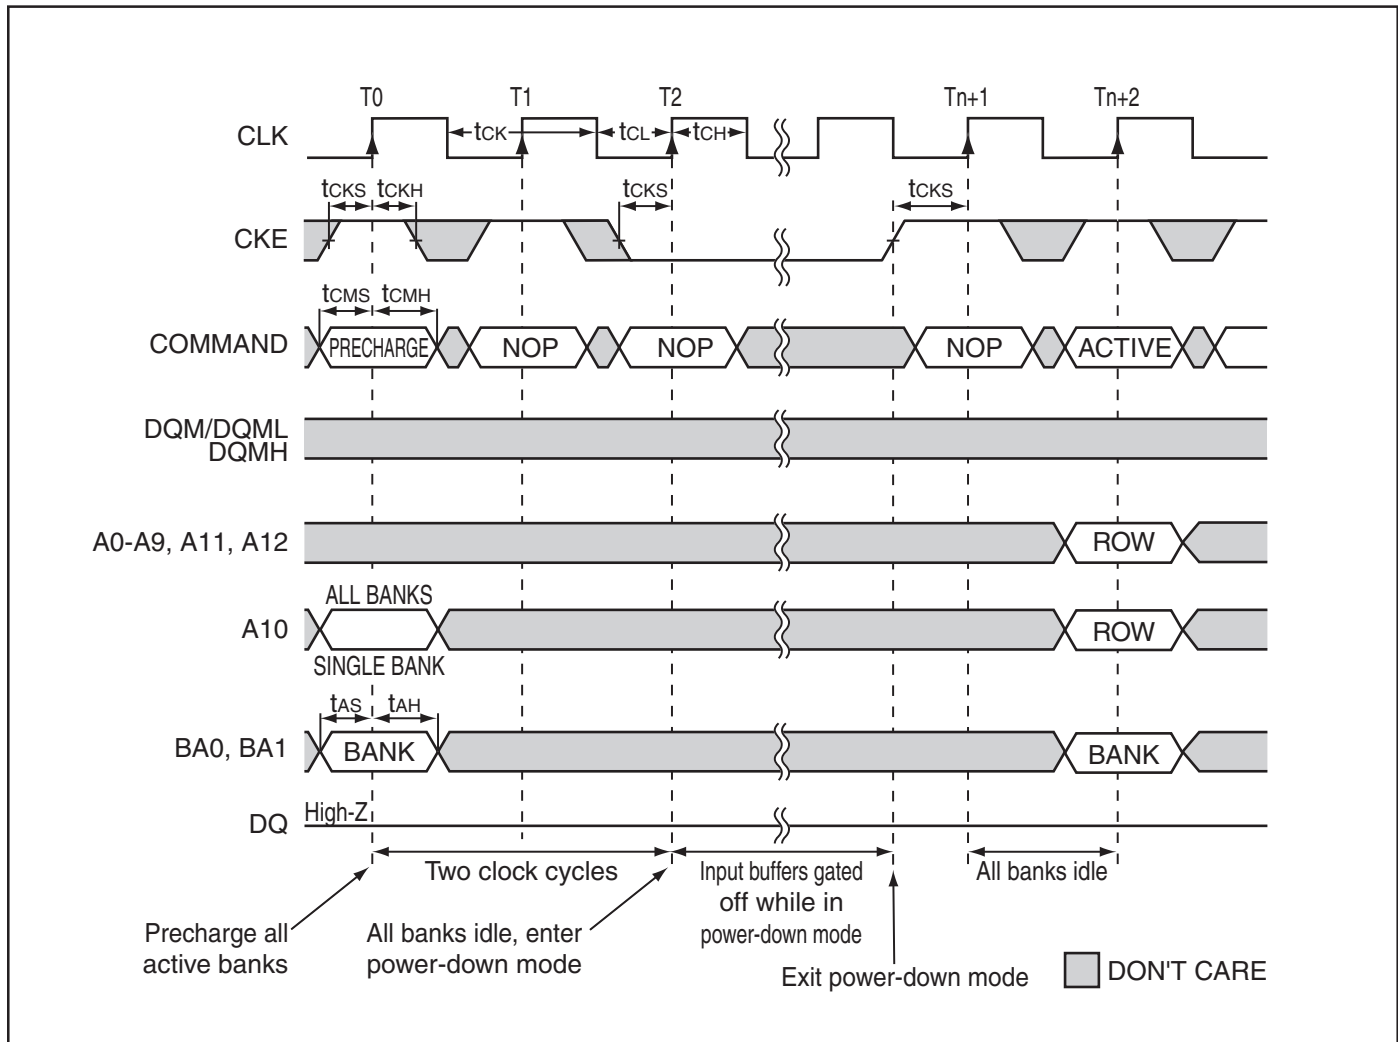 T0 T1 T2 Tn+1 Tn+2
CLK tCK tCL tCH
tCKS tCKH tCKS tCKS
CKE
tCMS tCMH
COMMAND PRECHARGE NOP NOP NOP ACTIVE
DQM/DQML
DQMH
A0-A9, A11, A12 ROW
ALL BANKS
A10 ROW
SINGLE BANK
tAS tAH
BA0, BA1 BANK BANK
DQ High-Z
Two clock cycles
Input buffers gated
off while in
power-down mode
All banks idle
Precharge all
active banks
All banks idle, enter
power-down mode
Exit power-down mode
DON'T CARE